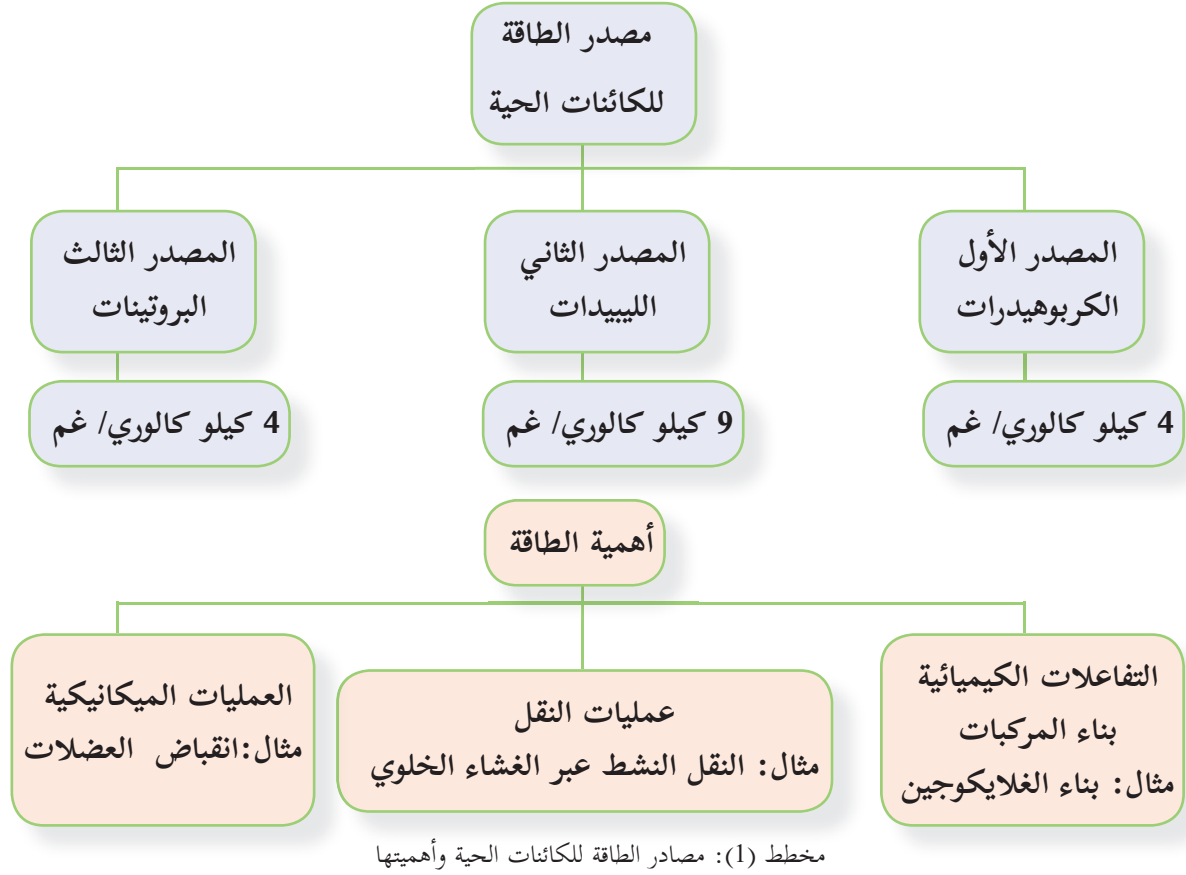 مصدر الطاقة
للكائنات الحية
المصدر الأول
الكربوهيدرات
المصدر الثاني
الليبيدات
المصدر الثالث
البروتينات
4 كيلو كالوري/ غم
9 كيلو كالوري/ غم
4 كيلو كالوري/ غم
أهمية الطاقة
التفاعلات الكيميائية
بناء المركبات
مثال: بناء الغلايكوجين
عمليات النقل
مثال: النقل النشط عبر الغشاء الخلوي
العمليات الميكانيكية
مثال:انقباض العضلات
مخطط (1): مصادر الطاقة للكائنات الحية وأهميتها